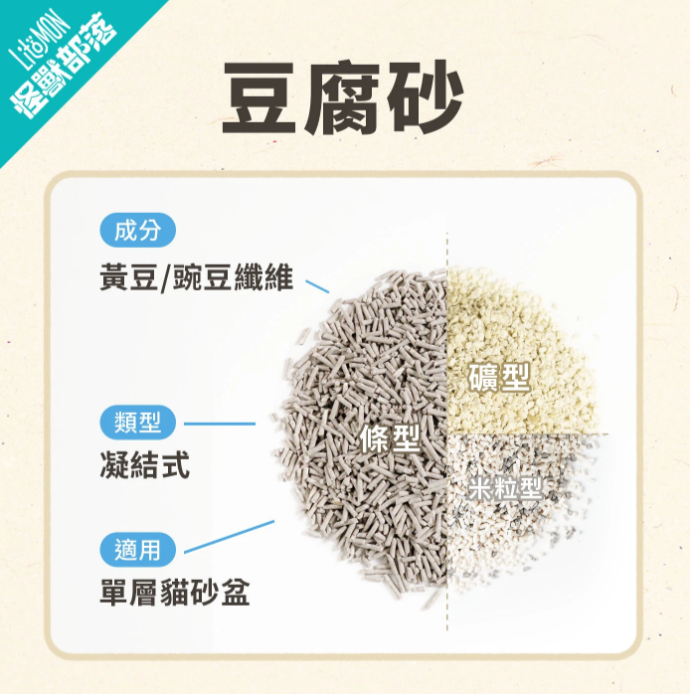 LitoMON
怪獸部落
豆腐砂
成分
黃豆/豌豆纖維
礦型
類型
凝結式
條型
米粒型
適用
單層貓砂盆